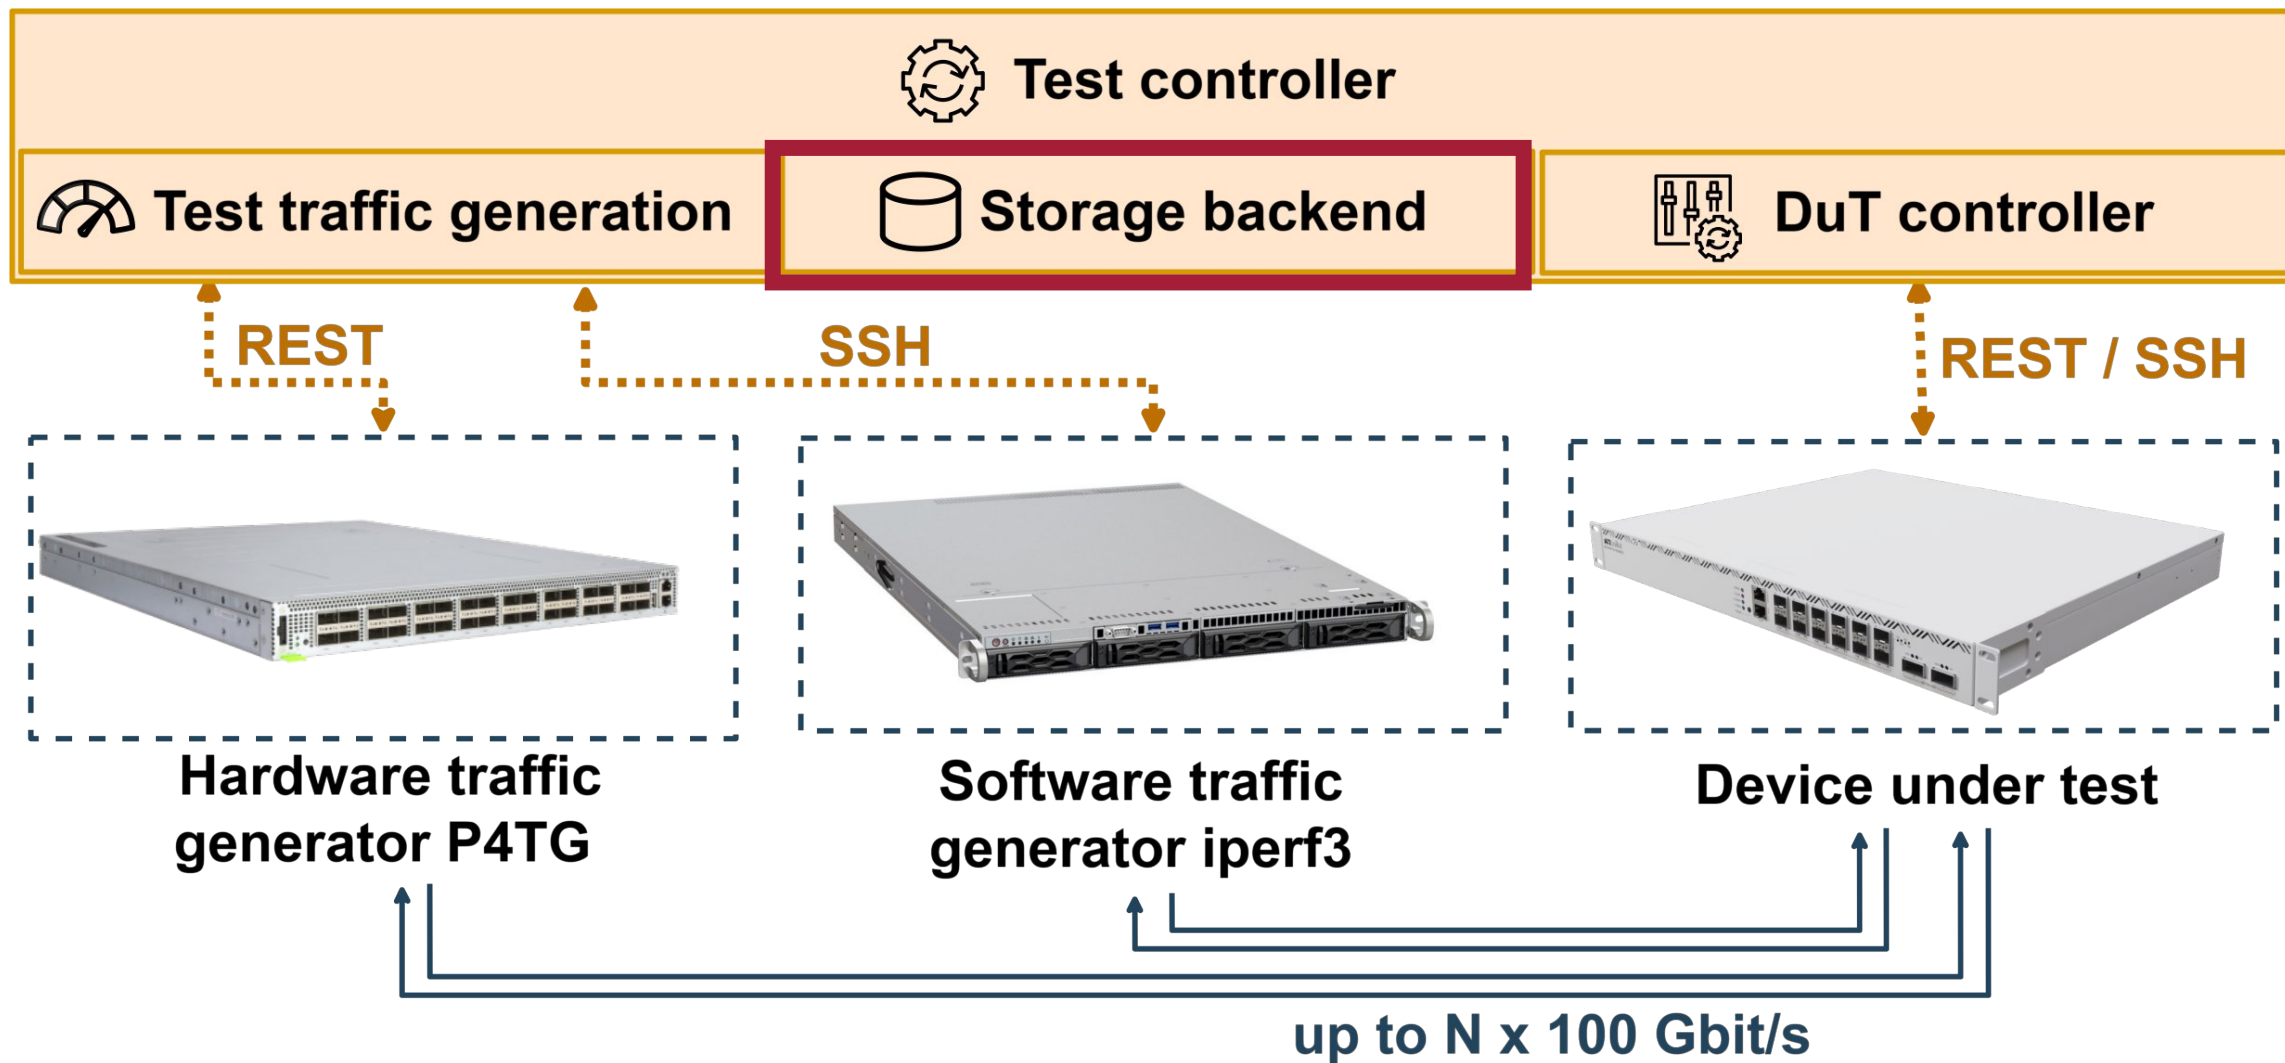 Test controller
Test traffic generation
Storage backend
DuT controller
REST
SSH
REST / SSH
Hardware traffic
generator P4TG
Software traffic
generator iperf3
Device under test
up to N x 100 Gbit/s